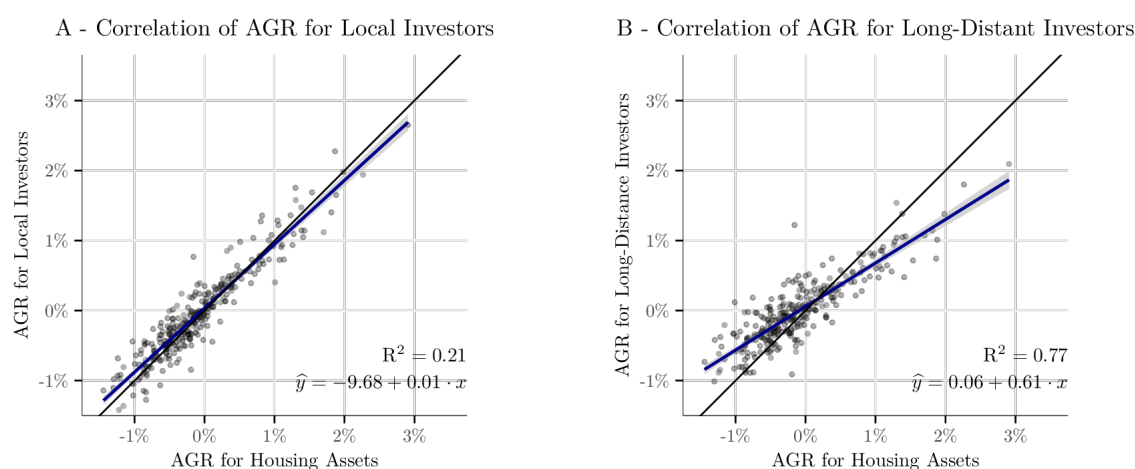 A - Correlation of AGR for Local Investors
AGR for Local Investors
3%
2%
1%
0%
-1%
R² = 0.21
ŷ = −9.68 + 0.01 · x
-1% 0% 1% 2% 3%
AGR for Housing Assets
B - Correlation of AGR for Long-Distant Investors
AGR for Long-Distance Investors
3%
2%
1%
0%
-1%
R² = 0.77
ŷ = 0.06 + 0.61 · x
-1% 0% 1% 2% 3%
AGR for Housing Assets